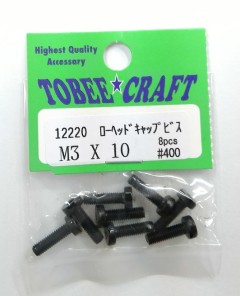 Highest Quality
Accessary
TOBEE★CRAFT
12220 ﾛｰﾍｯﾄﾞｷｬｯﾌﾟﾋﾞｽ
M3 X 10 8pcs
#400